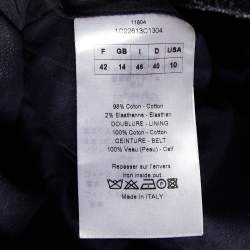 11804
1C22613C1304
F GB I D USA
42 14 46 40 10
98% Coton - Cotton
2% Elasthanne - Elasthan
DOUBLURE - LINING
100% Coton - Cotton
CEINTURE - BELT
100% Veau (Peau) - Calf
Repasser sur l'envers
iron inside out
Made in ITALY